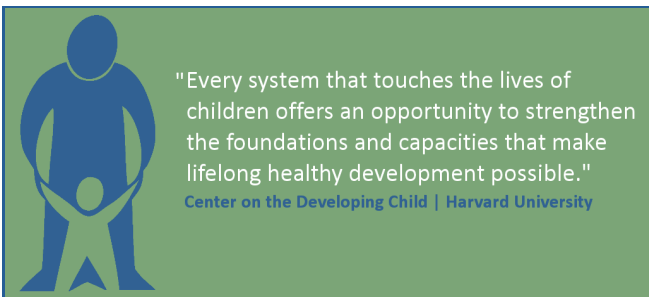 "Every system that touches the lives of
children offers an opportunity to strengthen
the foundations and capacities that make
lifelong healthy development possible."
Center on the Developing Child | Harvard University